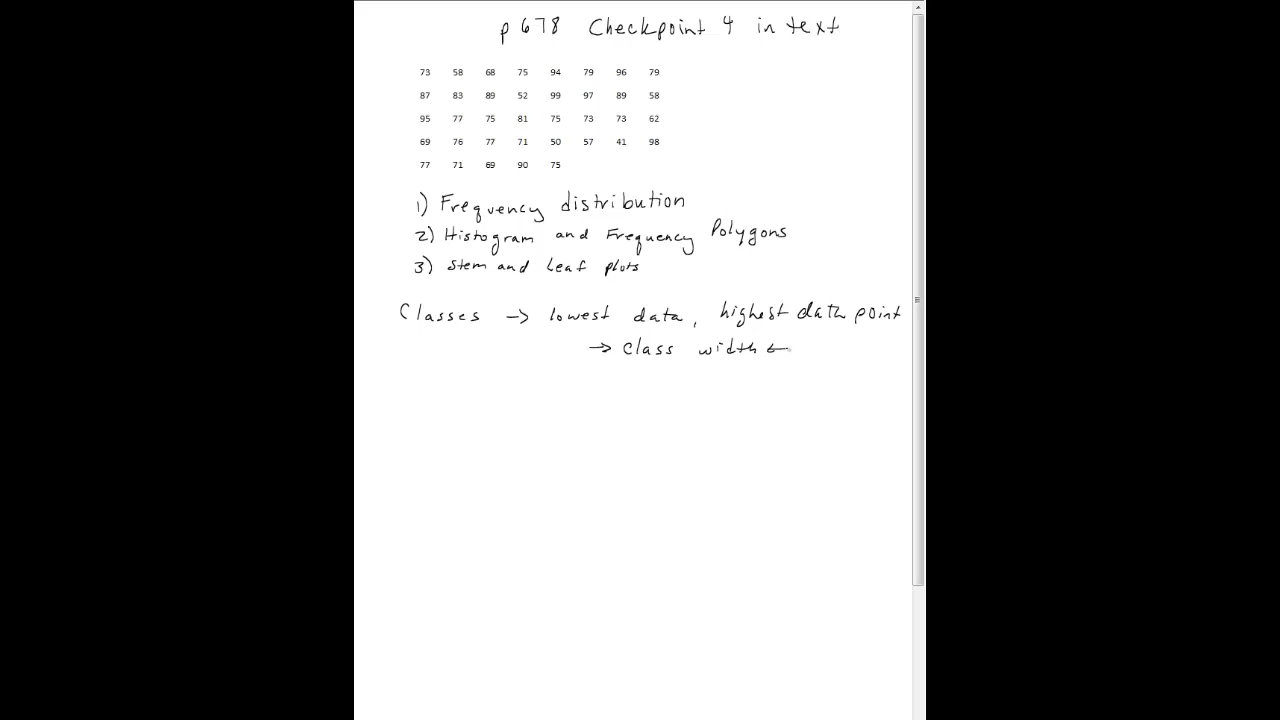 p 678 Checkpoint 4 in text
73 58 68 75 94 79 96 79
87 83 89 52 99 97 89 58
95 77 75 81 75 73 73 62
69 76 77 71 50 57 41 98
77 71 69 90 75
1) Frequency distribution
2) Histogram and Frequency Polygons
3) Stem and Leaf plots
Classes → lowest data, highest data point
→ class width ←